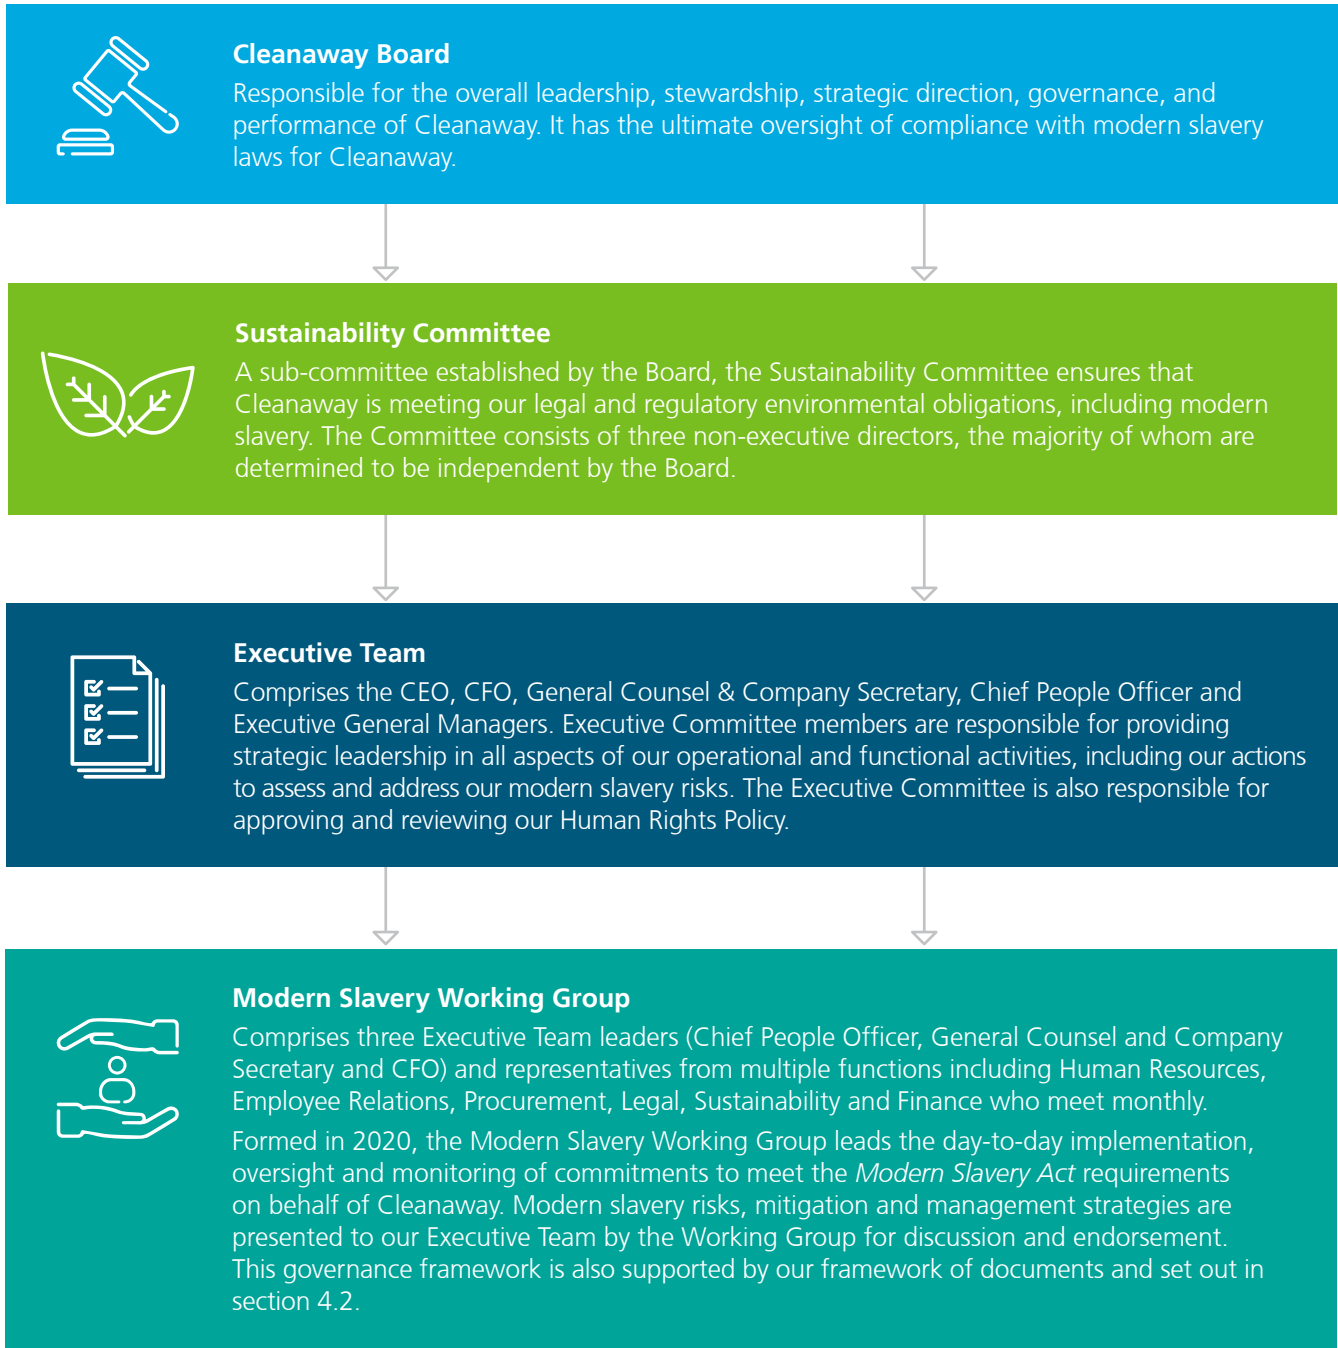 Cleanaway Board
Responsible for the overall leadership, stewardship, strategic direction, governance, and
performance of Cleanaway. It has the ultimate oversight of compliance with modern slavery
laws for Cleanaway.
Sustainability Committee
A sub-committee established by the Board, the Sustainability Committee ensures that
Cleanaway is meeting our legal and regulatory environmental obligations, including modern
slavery. The Committee consists of three non-executive directors, the majority of whom are
determined to be independent by the Board.
Executive Team
Comprises the CEO, CFO, General Counsel & Company Secretary, Chief People Officer and
Executive General Managers. Executive Committee members are responsible for providing
strategic leadership in all aspects of our operational and functional activities, including our actions
to assess and address our modern slavery risks. The Executive Committee is also responsible for
approving and reviewing our Human Rights Policy.
Modern Slavery Working Group
Comprises three Executive Team leaders (Chief People Officer, General Counsel and Company
Secretary and CFO) and representatives from multiple functions including Human Resources,
Employee Relations, Procurement, Legal, Sustainability and Finance who meet monthly.
Formed in 2020, the Modern Slavery Working Group leads the day-to-day implementation,
oversight and monitoring of commitments to meet the Modern Slavery Act requirements
on behalf of Cleanaway. Modern slavery risks, mitigation and management strategies are
presented to our Executive Team by the Working Group for discussion and endorsement.
This governance framework is also supported by our framework of documents and set out in
section 4.2.